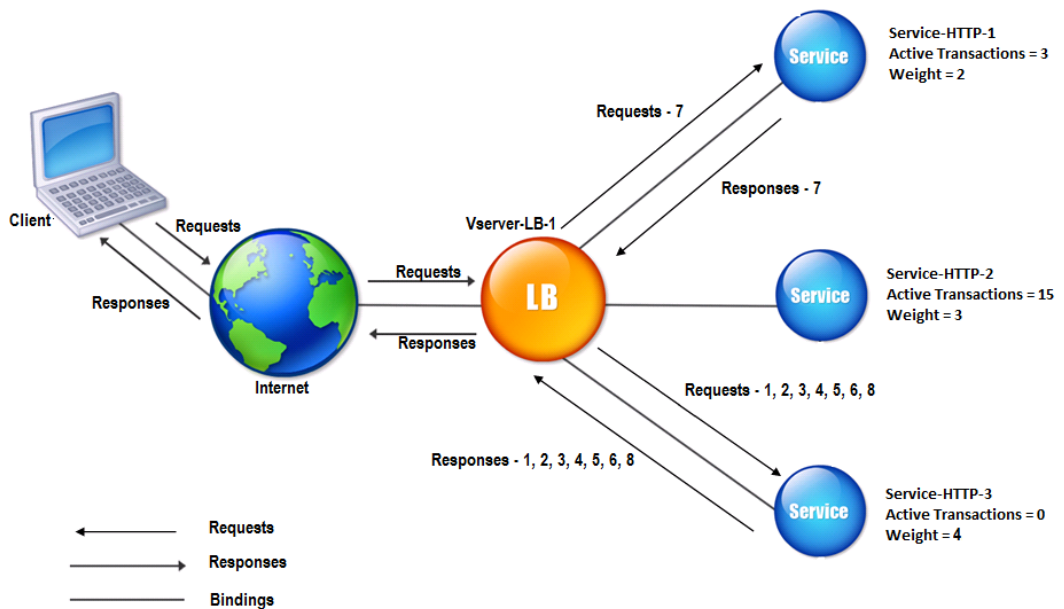 Service-HTTP-1
Active Transactions = 3
Weight = 2
Service
Requests - 7
Responses - 7
Client
Requests
Responses
Internet
Requests
Responses
Vserver-LB-1
LB
Service
Service-HTTP-2
Active Transactions = 15
Weight = 3
Requests - 1, 2, 3, 4, 5, 6, 8
Responses - 1, 2, 3, 4, 5, 6, 8
Service
Service-HTTP-3
Active Transactions = 0
Weight = 4
Requests
Responses
Bindings